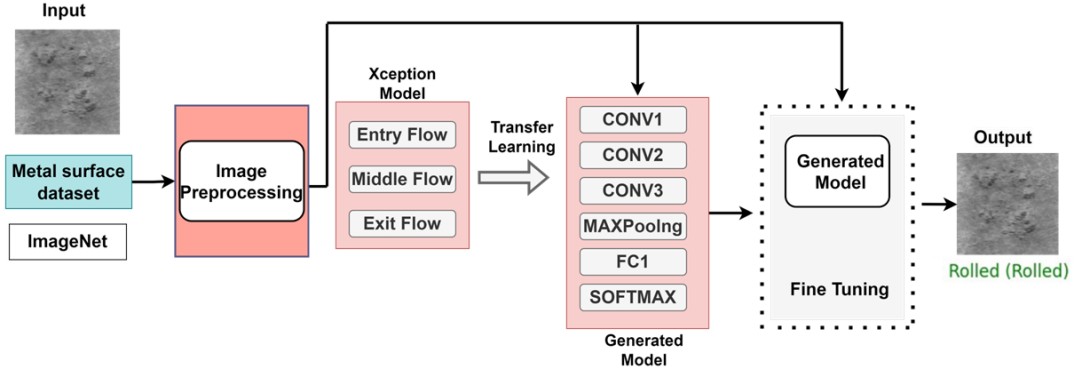 Input
Metal surface
dataset
ImageNet
Image
Preprocessing
Xception
Model
Entry Flow
Middle Flow
Exit Flow
Transfer
Learning
CONV1
CONV2
CONV3
MAXPoolng
FC1
SOFTMAX
Generated
Model
Generated
Model
Fine Tuning
Output
Rolled (Rolled)